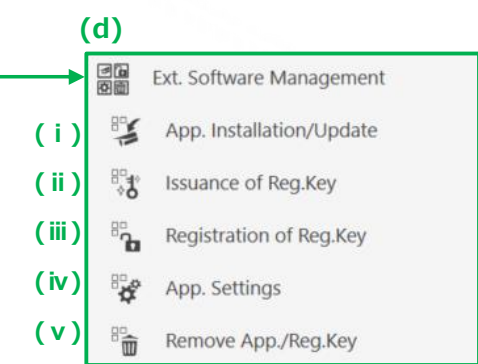 (d)
Ext. Software Management
(i) App. Installation/Update
(ii) Issuance of Reg.Key
(iii) Registration of Reg.Key
(iv) App. Settings
(v) Remove App./Reg.Key